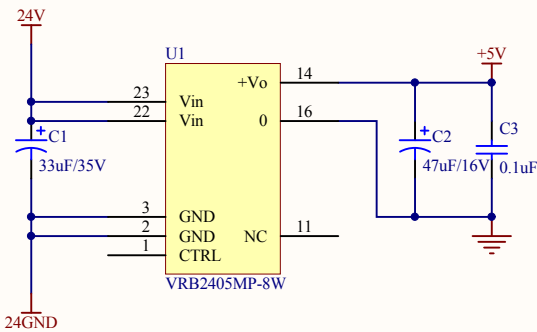 24V
U1
+5V
23 Vin +Vo 14
22 Vin 0 16
+ C1
33uF/35V
+ C2
47uF/16V
C3
0.1uF
3 GND
2 GND NC 11
1 CTRL
VRB2405MP-8W
24GND